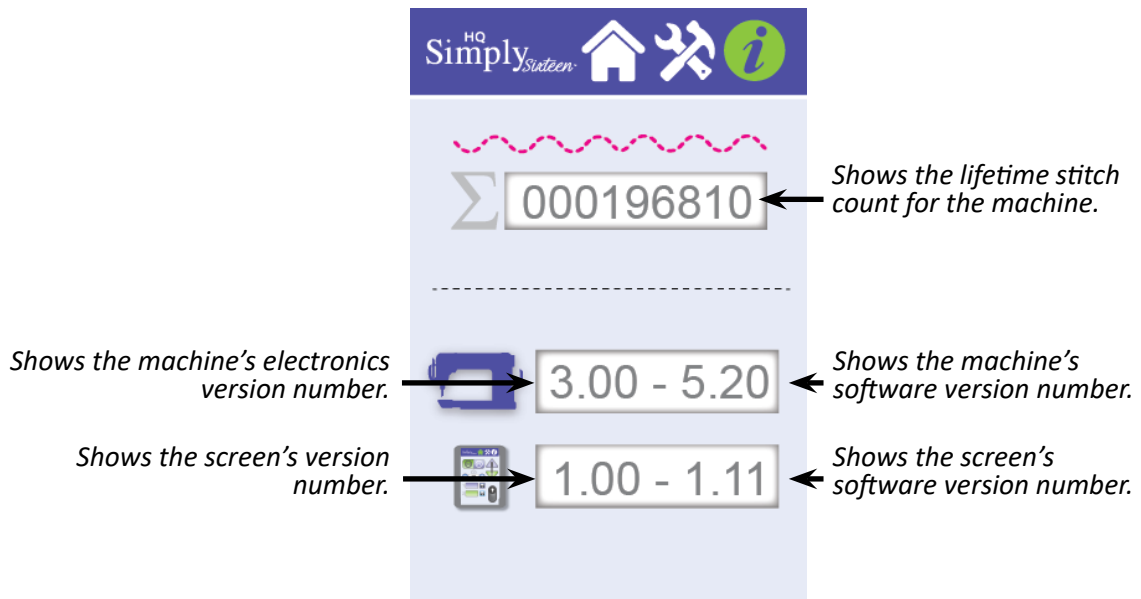 HQ
Simply Sixteen
i
Σ 000196810
Shows the lifetime stitch
count for the machine.
Shows the machine’s electronics
version number.
3.00 - 5.20
Shows the machine’s
software version number.
Shows the screen’s version
number.
1.00 - 1.11
Shows the screen’s
software version number.